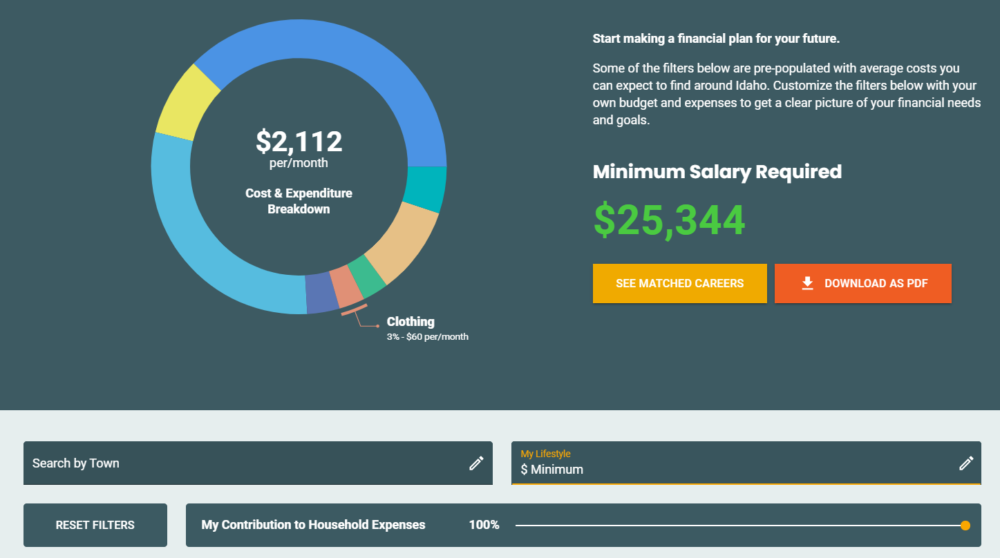 $2,112
per/month
Cost & Expenditure
Breakdown
Clothing
3% - $60 per/month
Start making a financial plan for your future.
Some of the filters below are pre-populated with average costs you
can expect to find around Idaho. Customize the filters below with your
own budget and expenses to get a clear picture of your financial needs
and goals.
Minimum Salary Required
$25,344
SEE MATCHED CAREERS
DOWNLOAD AS PDF
Search by Town
My Lifestyle
$ Minimum
RESET FILTERS
My Contribution to Household Expenses 100%